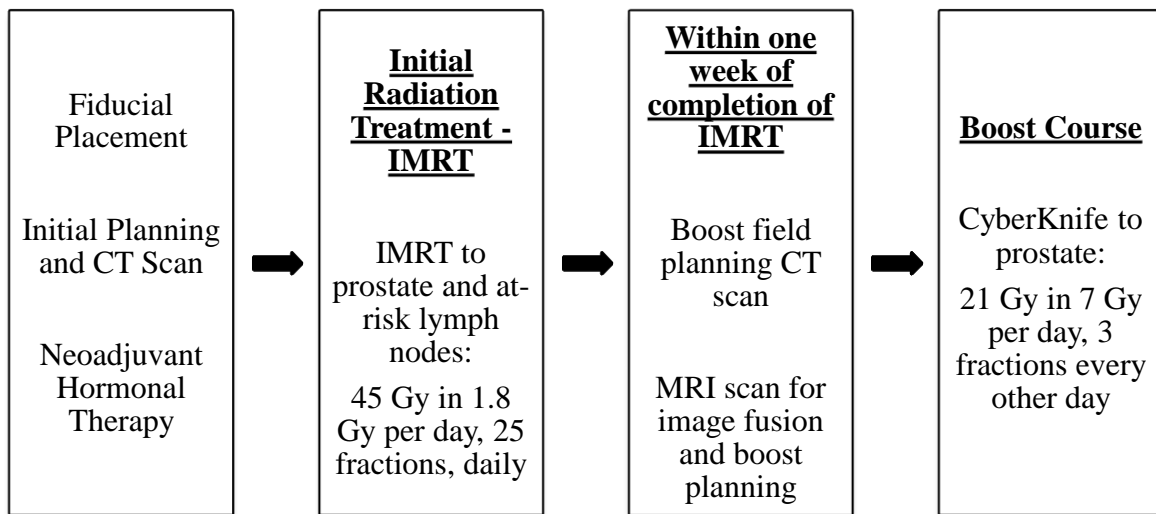 Fiducial
Placement
Initial Planning
and CT Scan
Neoadjuvant
Hormonal
Therapy
Initial
Radiation
Treatment -
IMRT
IMRT to
prostate and at-
risk lymph
nodes:
45 Gy in 1.8
Gy per day, 25
fractions, daily
Within one
week of
completion of
IMRT
Boost field
planning CT
scan
MRI scan for
image fusion
and boost
planning
Boost Course
CyberKnife to
prostate:
21 Gy in 7 Gy
per day, 3
fractions every
other day